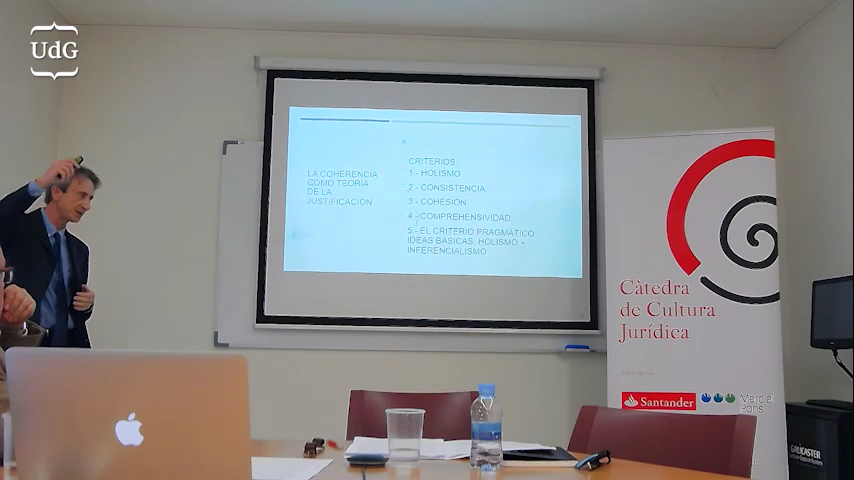 UdG
LA COHERENCIA
COMO TEORÍA
DE LA
JUSTIFICACIÓN
CRITERIOS:
1 - HOLISMO
2 - CONSISTENCIA.
3 - COHESIÓN
4 - COMPREHENSIVIDAD
5 - EL CRITERIO PRAGMÁTICO
IDEAS BÁSICAS: HOLISMO +
INFERENCIALISMO
Càtedra
de Cultura
Jurídica
Santander
Marcial
Pons
GALICASTER